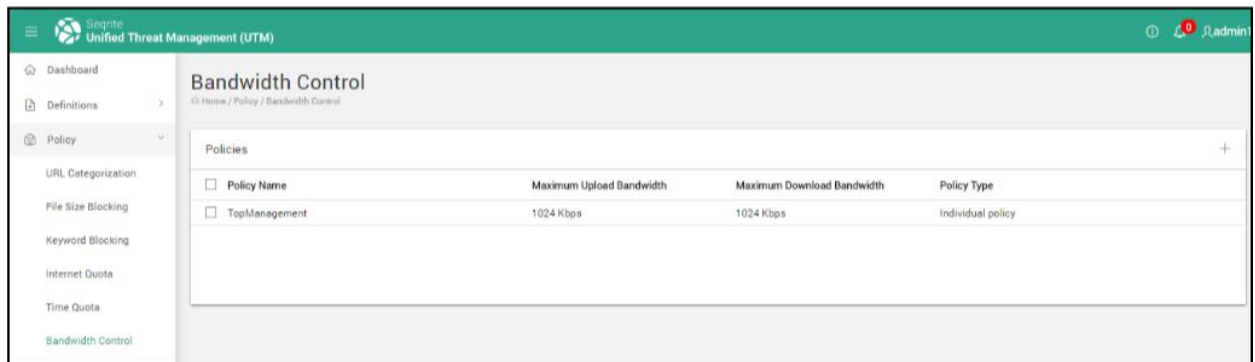 Seqrite
Unified Threat Management (UTM)
0
admin1
Dashboard
Definitions
Policy
URL Categorization
File Size Blocking
Keyword Blocking
Internet Quota
Time Quota
Bandwidth Control
Bandwidth Control
Home / Policy / Bandwidth Control
Policies
Policy Name Maximum Upload Bandwidth Maximum Download Bandwidth Policy Type
TopManagement 1024 Kbps 1024 Kbps Individual policy